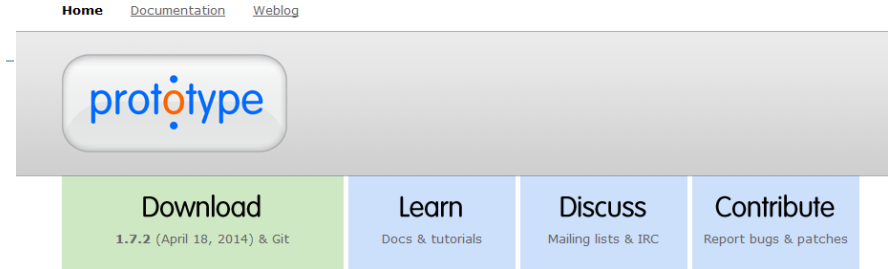 Home Documentation Weblog
prototype
Download Learn Discuss Contribute
1.7.2 (April 18, 2014) & Git Docs & tutorials Mailing lists & IRC Report bugs & patches